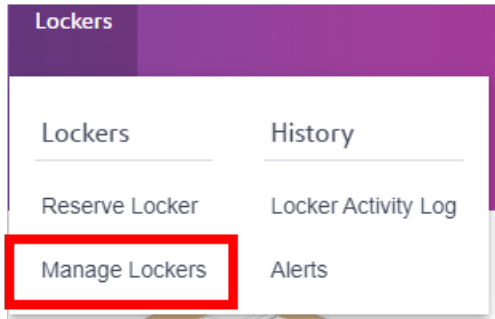 Lockers
Lockers
Reserve Locker
Manage Lockers
History
Locker Activity Log
Alerts